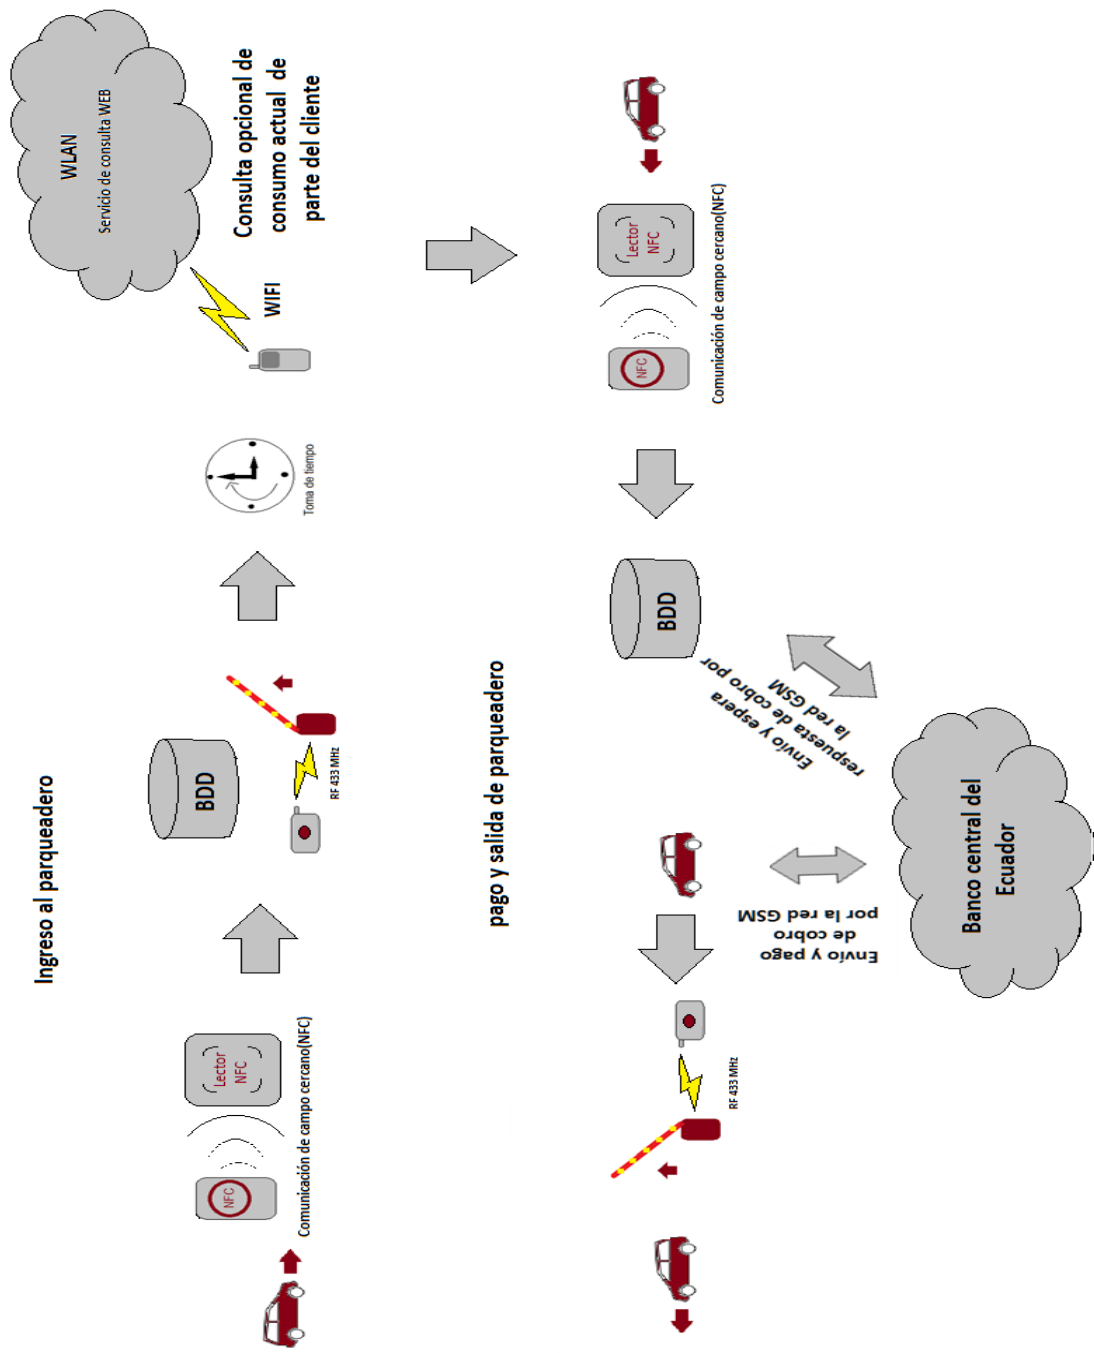 Ingreso al parqueadero
Lector
NFC
NFC
Comunicación de campo cercano(NFC)
BDD
RF 433 MHz
Toma de tiempo
WIFI
WLAN
Servicio de consulta WEB
Consulta opcional de
consumo actual de
parte del cliente
pago y salida de parqueadero
Lector
NFC
NFC
Comunicación de campo cercano(NFC)
BDD
Envío y espera
respuesta de cobro por
la red GSM
Banco central del
Ecuador
Envío y pago
de cobro
por la red GSM
RF 433 MHz